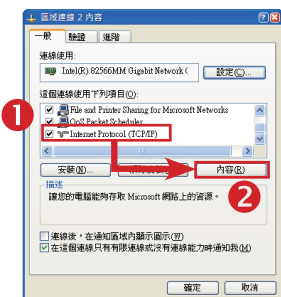 區域連線 2 內容
一般 驗證 進階
連線使用:
Intel(R) 82566MM Gigabit Network (
設定(C)...
這個連線使用下列項目(O):
File and Printer Sharing for Microsoft Networks
QoS Packet Scheduler
Internet Protocol (TCP/IP)
1
安裝(N)...
內容(R)
2
描述
讓您的電腦能夠存取 Microsoft 網路上的資源。
連線後,在通知區域內顯示圖示(W)
在這個連線只有有限連線或沒有連線能力時通知我(M)
確定 取消